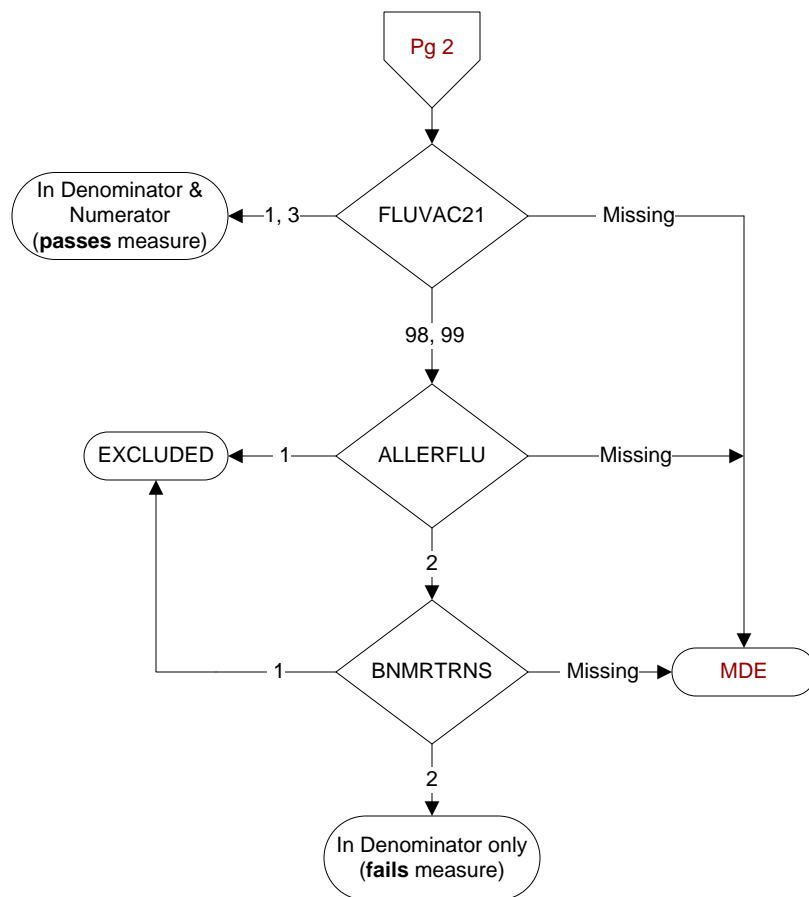 Pg 2
In Denominator &
Numerator
(passes measure)
1, 3
FLUVAC21
Missing
98, 99
EXCLUDED
1
ALLERFLU
Missing
2
1
BNMRTRNS
Missing
MDE
2
In Denominator only
(fails measure)